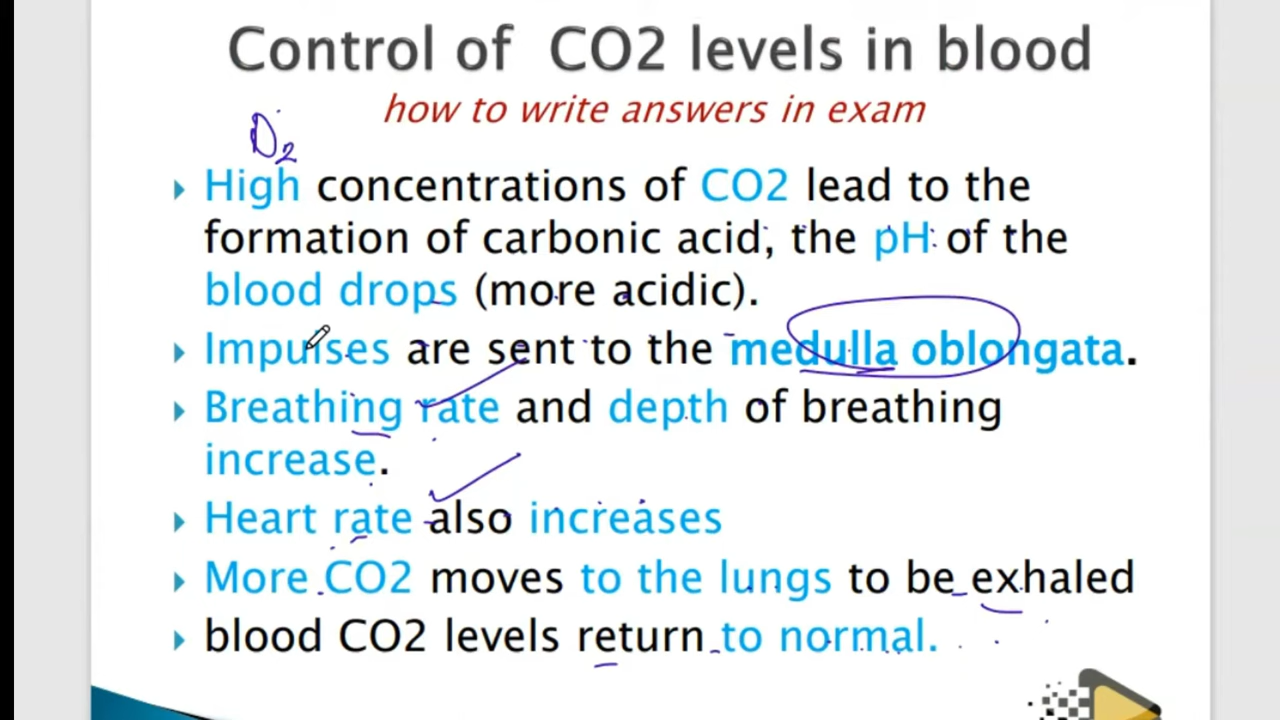 Control of CO2 levels in blood
how to write answers in exam
High concentrations of CO2 lead to the
formation of carbonic acid, the pH of the
blood drops (more acidic).
Impulses are sent to the medulla oblongata.
Breathing rate and depth of breathing
increase.
Heart rate also increases
More CO2 moves to the lungs to be exhaled
blood CO2 levels return to normal.